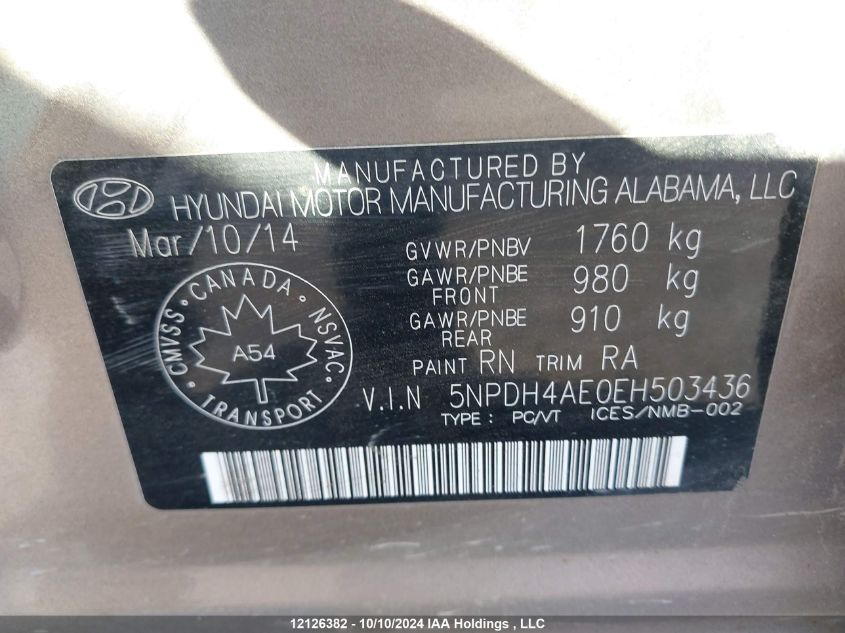 MANUFACTURED BY
HYUNDAI MOTOR MANUFACTURING ALABAMA, LLC
Mar/10/14
GVWR/PNBV 1760 kg
GAWR/PNBE 980 kg
FRONT
GAWR/PNBE 910 kg
REAR
PAINT RN TRIM RA
V.I.N 5NPDH4AE0EH503436
TYPE : PC/VT ICES/NMB-002
CANADA
CMVSS
NSVAC
A54
TRANSPORT
12126382 - 10/10/2024 IAA Holdings , LLC